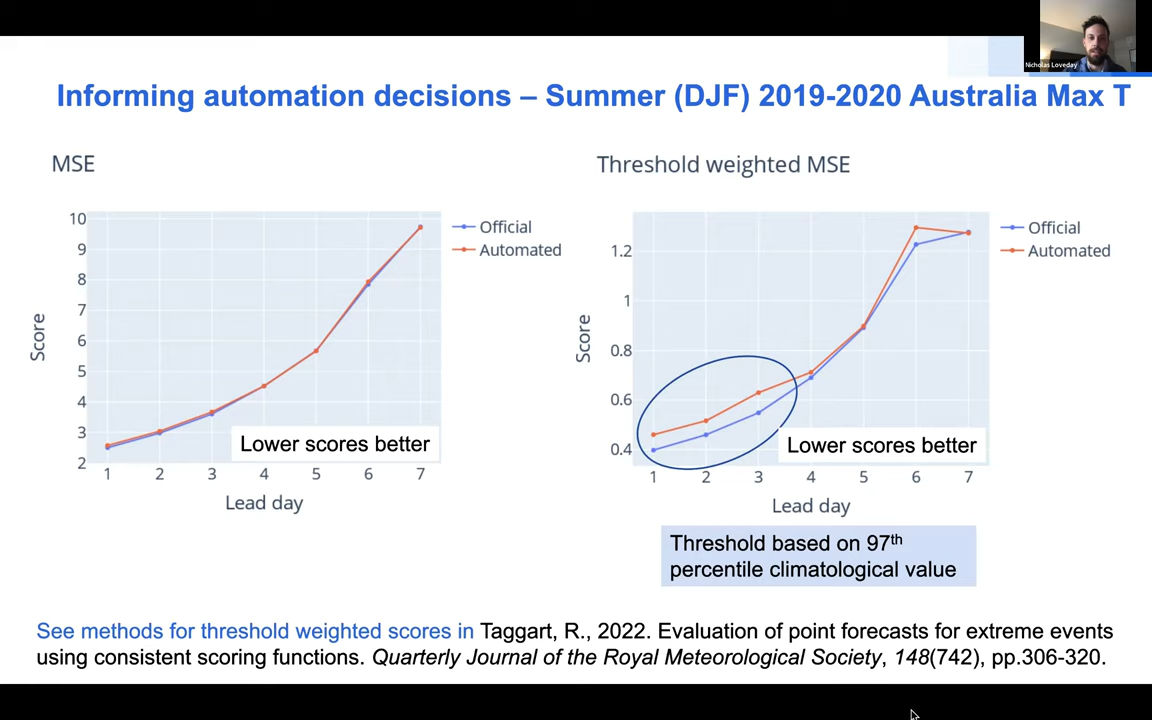 Nicholas Loveday
Informing automation decisions – Summer (DJF) 2019-2020 Australia Max T
MSE
10
9
8
7
6
5
4
3
2
Score
1 2 3 4 5 6 7
Lead day
Official
Automated
Lower scores better
Threshold weighted MSE
1.2
1
0.8
0.6
0.4
Score
1 2 3 4 5 6 7
Lead day
Official
Automated
Lower scores better
Threshold based on 97th
percentile climatological value
See methods for threshold weighted scores in Taggart, R., 2022. Evaluation of point forecasts for extreme events
using consistent scoring functions. Quarterly Journal of the Royal Meteorological Society, 148(742), pp.306-320.